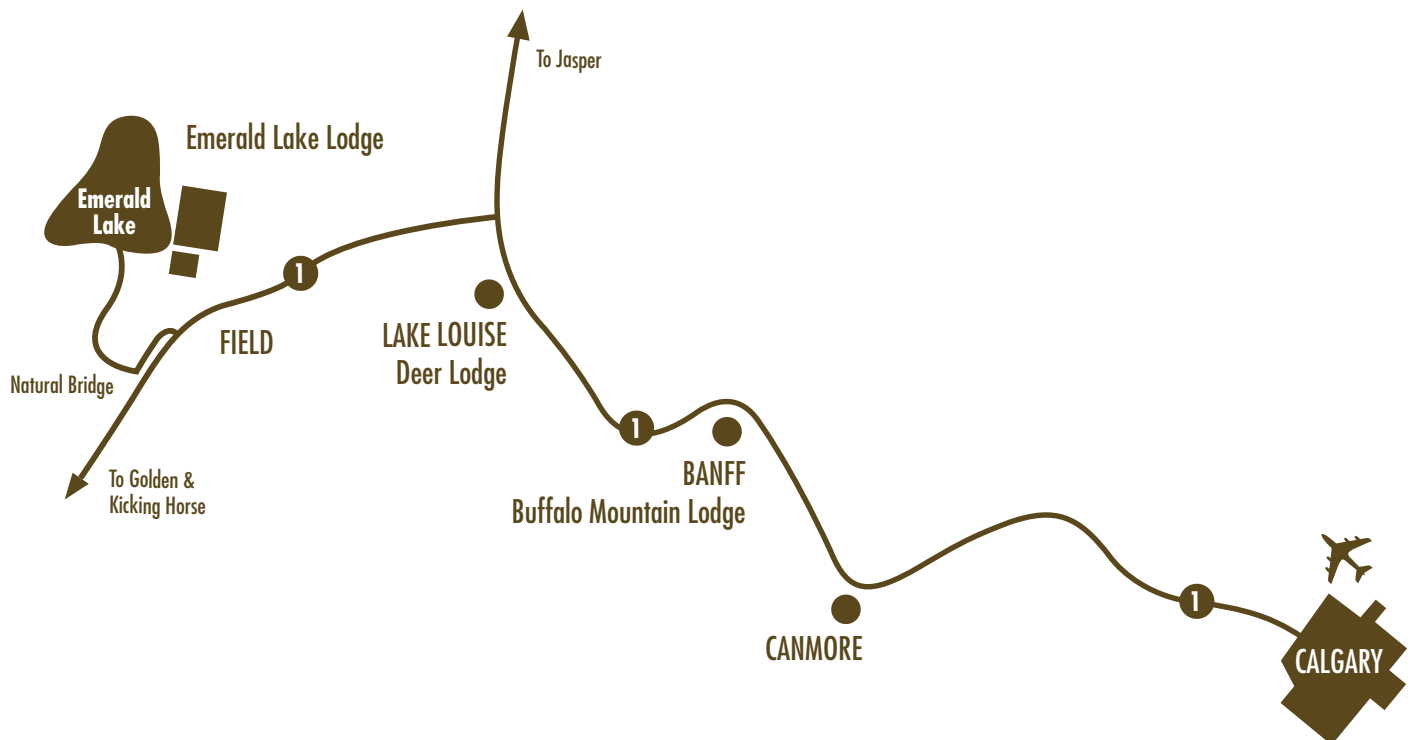 To Jasper
Emerald Lake Lodge
Emerald
Lake
1
FIELD
LAKE LOUISE
Deer Lodge
Natural Bridge
To Golden &
Kicking Horse
1
BANFF
Buffalo Mountain Lodge
1
CANMORE
CALGARY